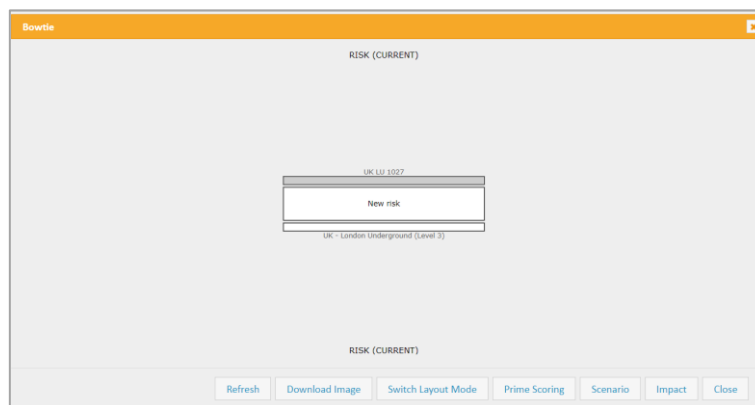 Bowtie
RISK (CURRENT)
UK LU 1027
New risk
UK - London Underground (Level 3)
RISK (CURRENT)
Refresh Download Image Switch Layout Mode Prime Scoring Scenario Impact Close